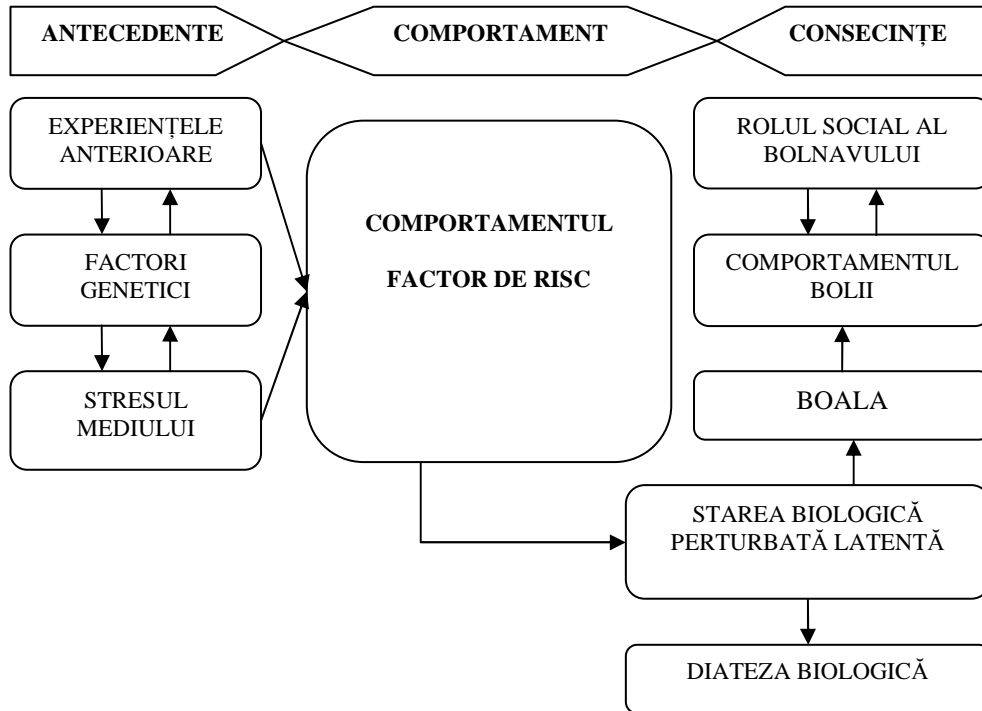 ANTECEDENTE
COMPORTAMENT
CONSECINȚE
EXPERIENȚELE
ANTERIOARE
FACTORI
GENETICI
STRESUL
MEDIULUI
COMPORTAMENTUL
FACTOR DE RISC
ROLUL SOCIAL AL
BOLNAVULUI
COMPORTAMENTUL
BOLII
BOALA
STAREA BIOLOGICĂ
PERTURBATĂ LATENTĂ
DIATEZA BIOLOGICĂ